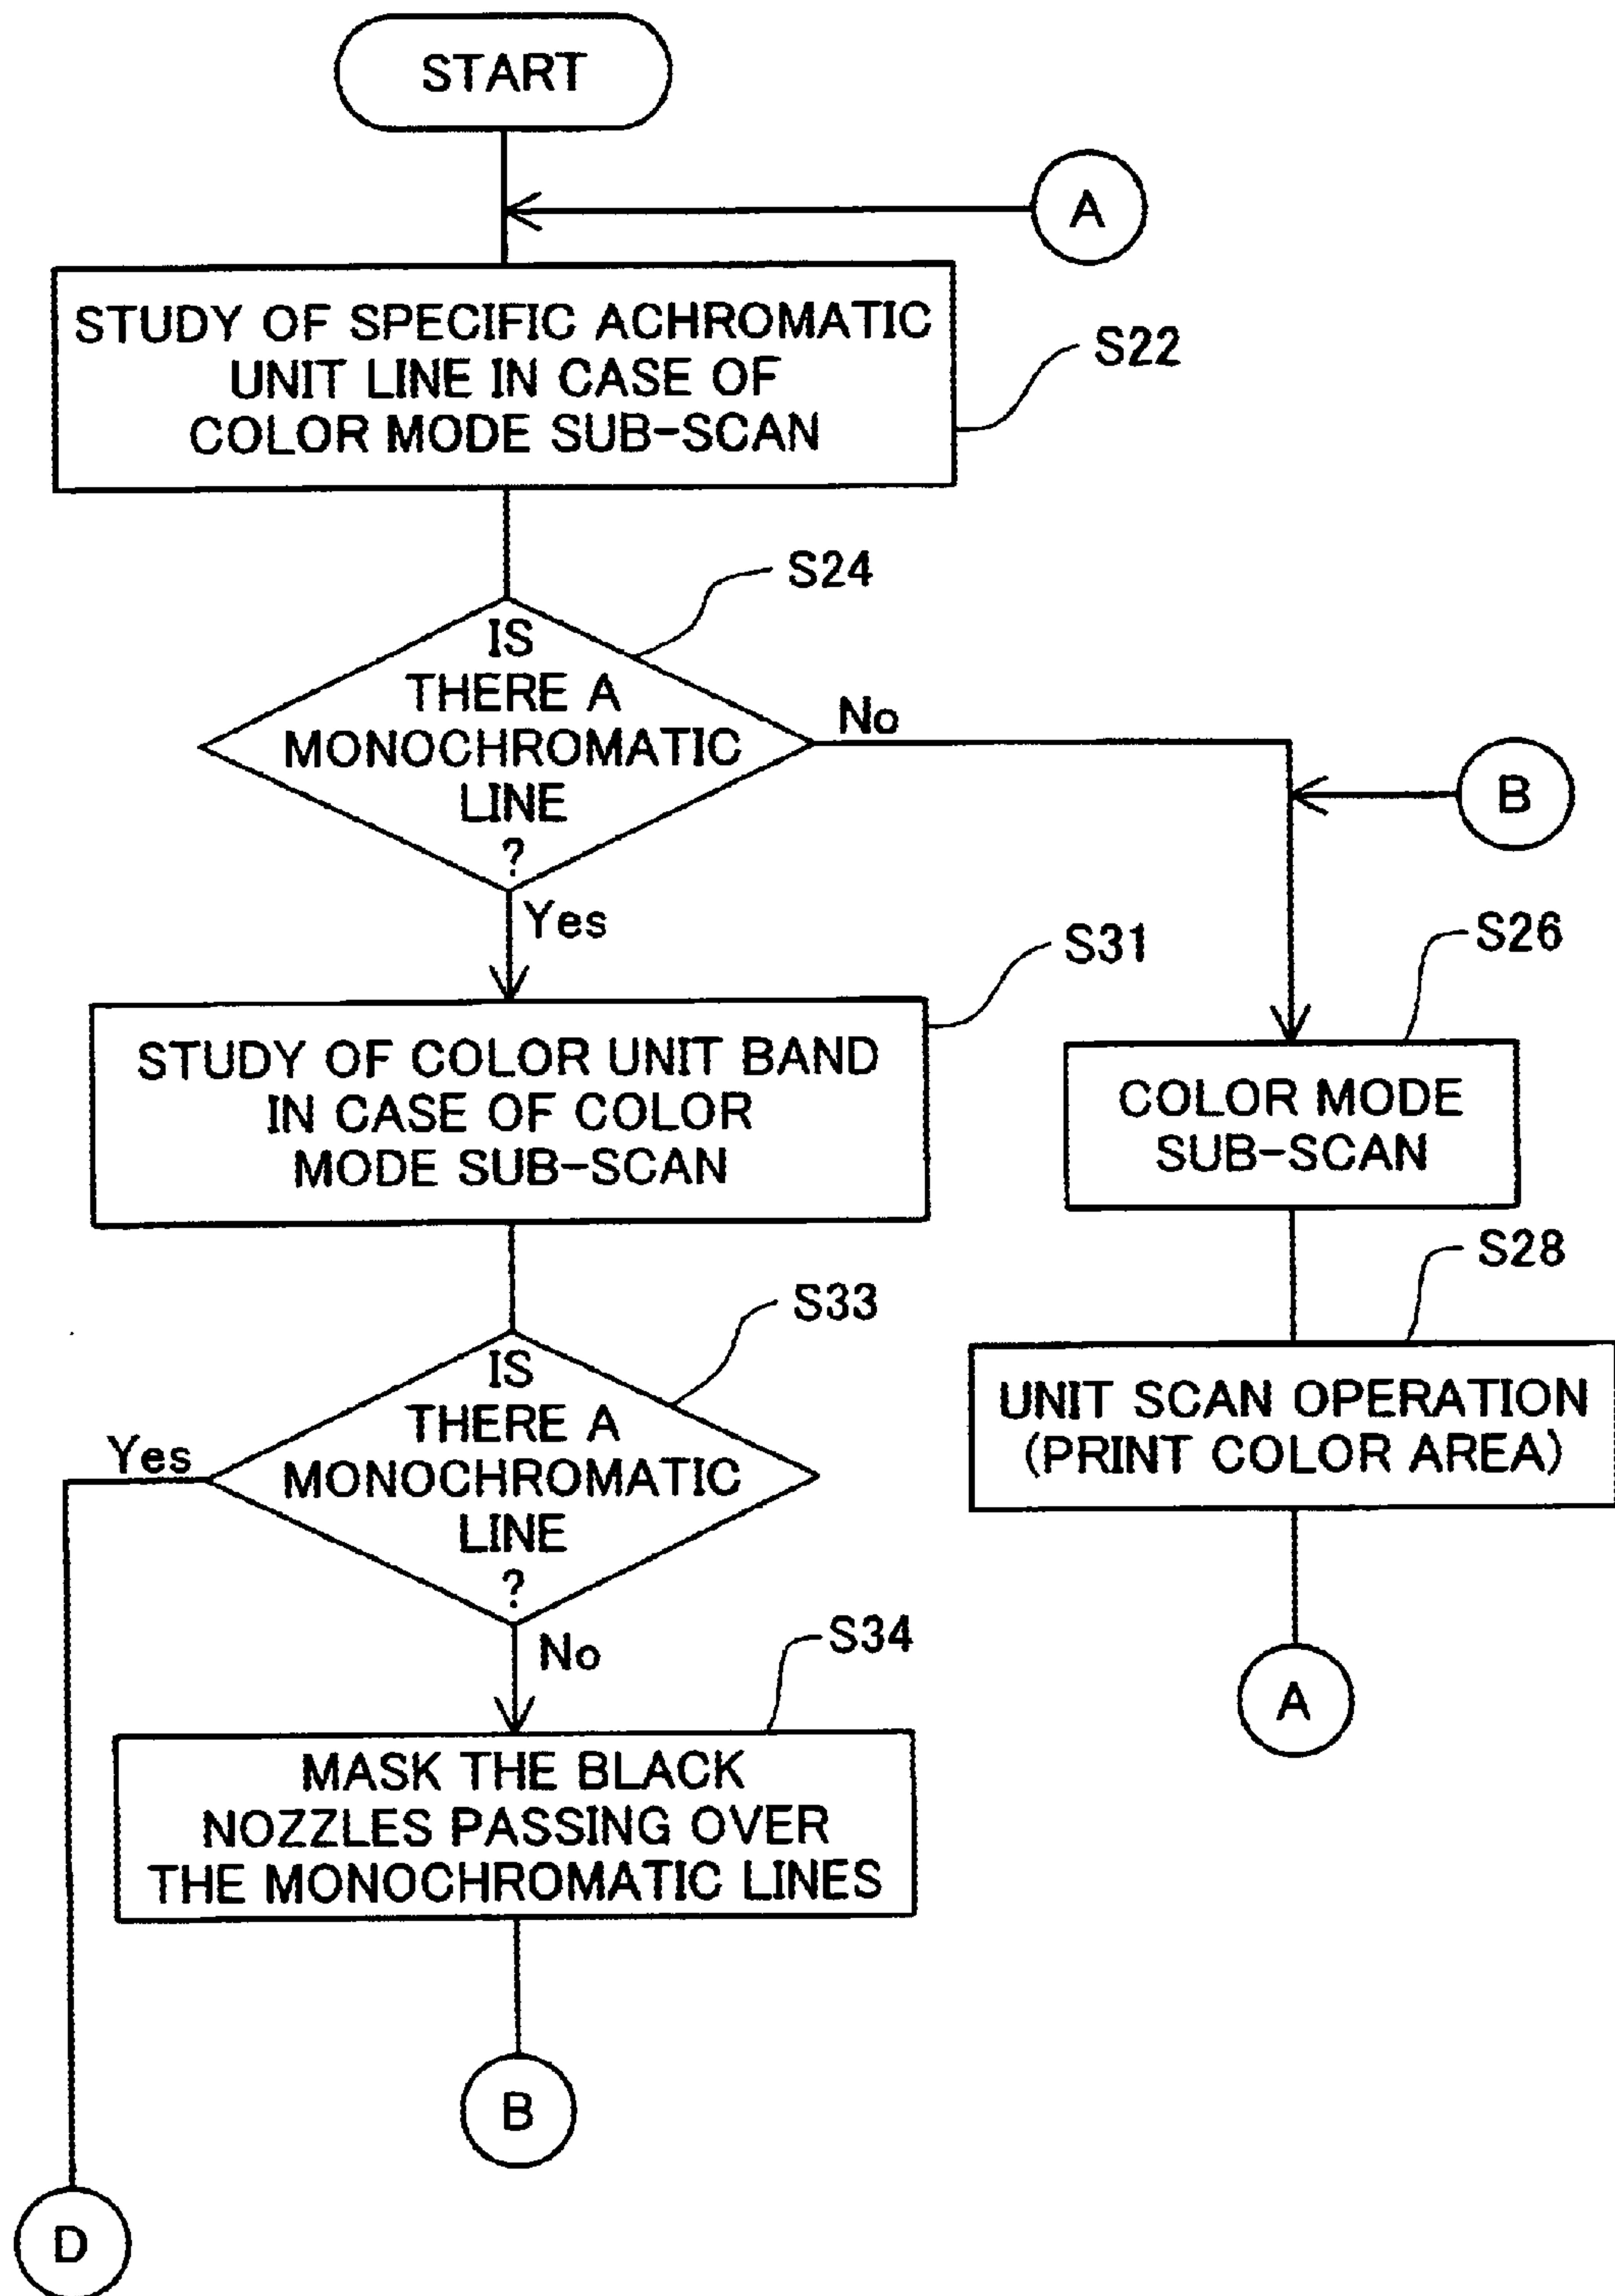 START
A
STUDY OF SPECIFIC ACHROMATIC
UNIT LINE IN CASE OF
COLOR MODE SUB-SCAN
S22
S24
IS
THERE A
MONOCHROMATIC
LINE
?
No
Yes
B
S31
S26
STUDY OF COLOR UNIT BAND
IN CASE OF COLOR
MODE SUB-SCAN
COLOR MODE
SUB-SCAN
S28
S33
IS
THERE A
MONOCHROMATIC
LINE
?
Yes
No
UNIT SCAN OPERATION
(PRINT COLOR AREA)
S34
A
MASK THE BLACK
NOZZLES PASSING OVER
THE MONOCHROMATIC LINES
B
D